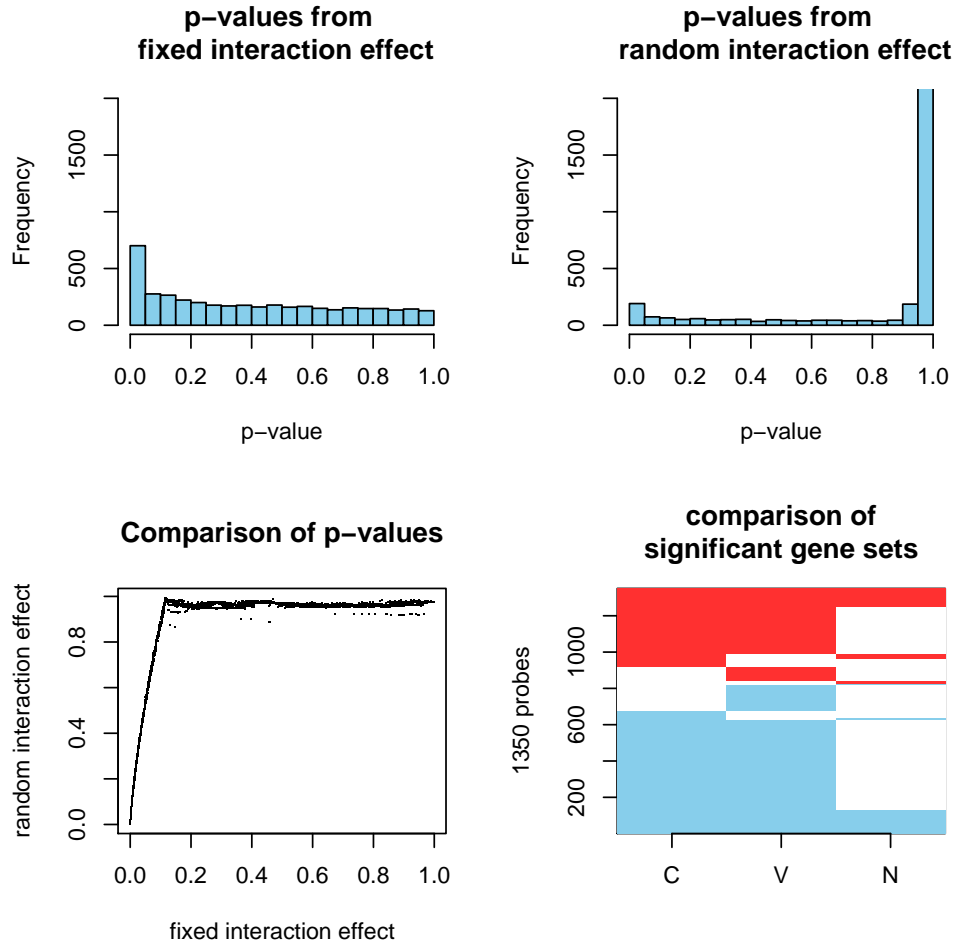 p−values from
fixed interaction effect
Frequency
0
500
1500
0.0 0.2 0.4 0.6 0.8 1.0
p−value
p−values from
random interaction effect
Frequency
0
500
1500
0.0 0.2 0.4 0.6 0.8 1.0
p−value
Comparison of p−values
random interaction effect
0.0
0.4
0.8
0.0 0.2 0.4 0.6 0.8 1.0
fixed interaction effect
comparison of
significant gene sets
1350 probes
200
600
1000
C V N